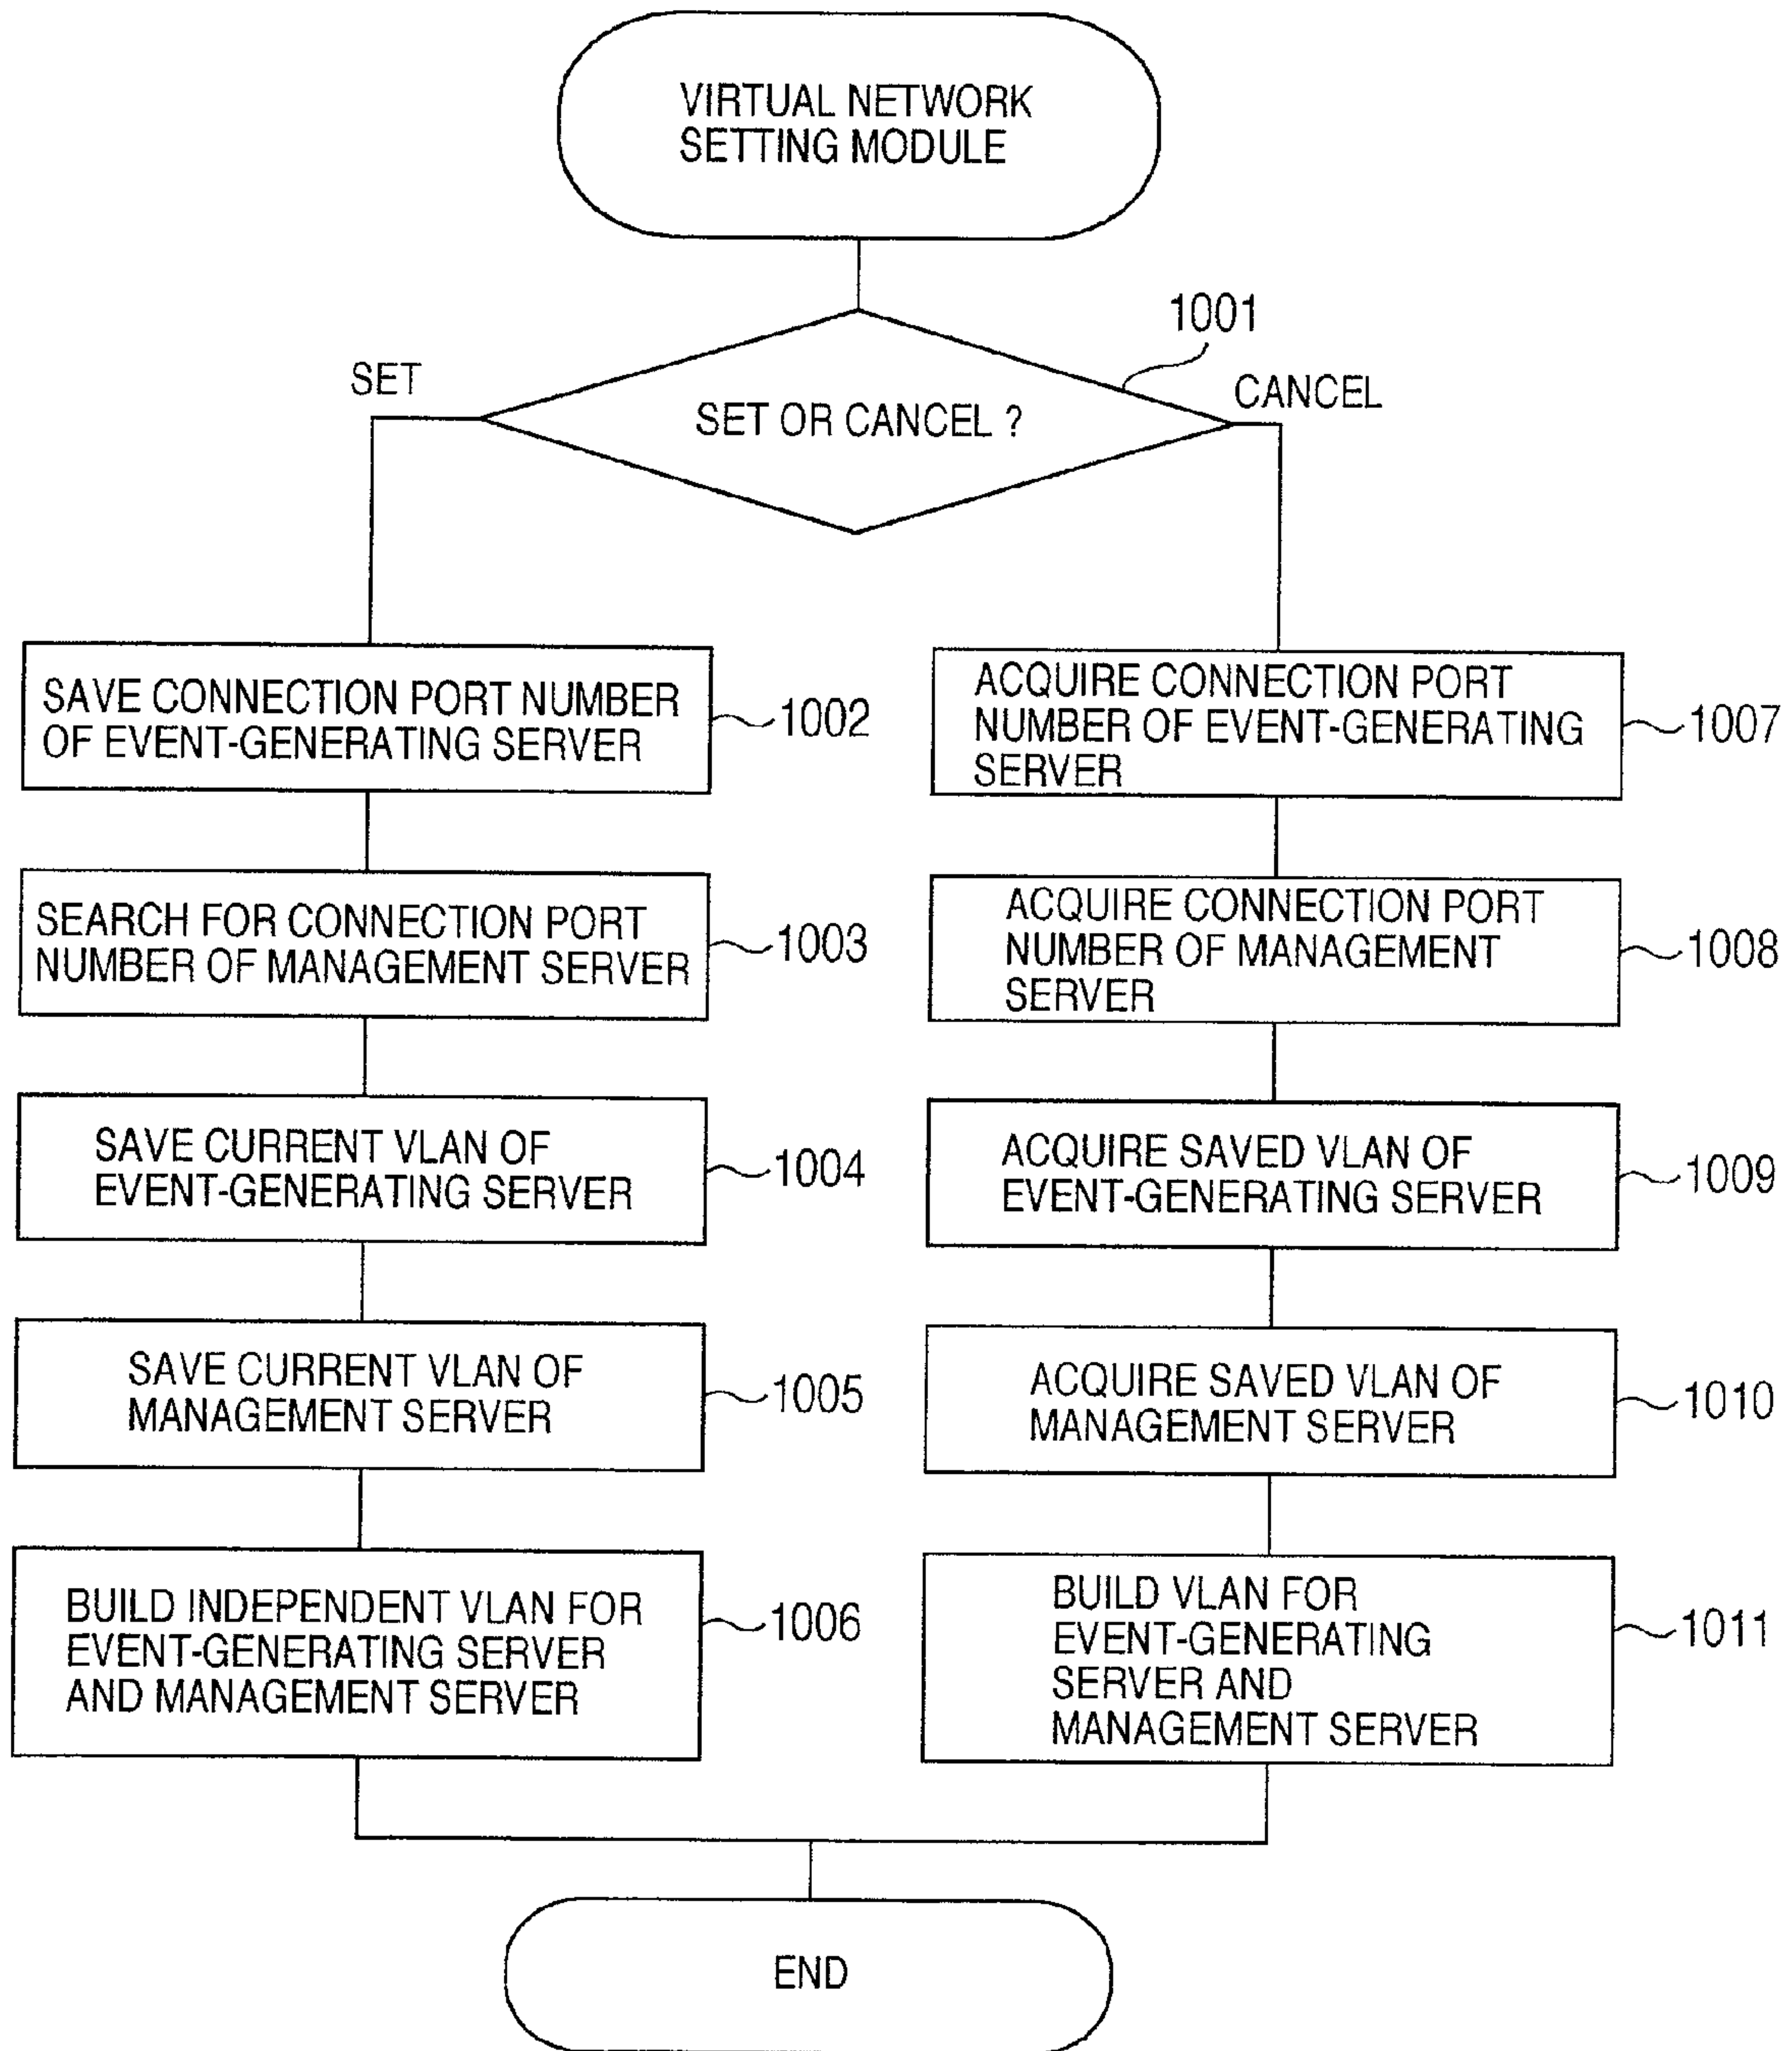 VIRTUAL NETWORK
SETTING MODULE
1001
SET
CANCEL
SET OR CANCEL ?
SAVE CONNECTION PORT NUMBER
OF EVENT-GENERATING SERVER
1002
SEARCH FOR CONNECTION PORT
NUMBER OF MANAGEMENT SERVER
1003
SAVE CURRENT VLAN OF
EVENT-GENERATING SERVER
1004
SAVE CURRENT VLAN OF
MANAGEMENT SERVER
1005
BUILD INDEPENDENT VLAN FOR
EVENT-GENERATING SERVER
AND MANAGEMENT SERVER
1006
ACQUIRE CONNECTION PORT
NUMBER OF EVENT-GENERATING
SERVER
1007
ACQUIRE CONNECTION PORT
NUMBER OF MANAGEMENT
SERVER
1008
ACQUIRE SAVED VLAN OF
EVENT-GENERATING SERVER
1009
ACQUIRE SAVED VLAN OF
MANAGEMENT SERVER
1010
BUILD VLAN FOR
EVENT-GENERATING
SERVER AND
MANAGEMENT SERVER
1011
END